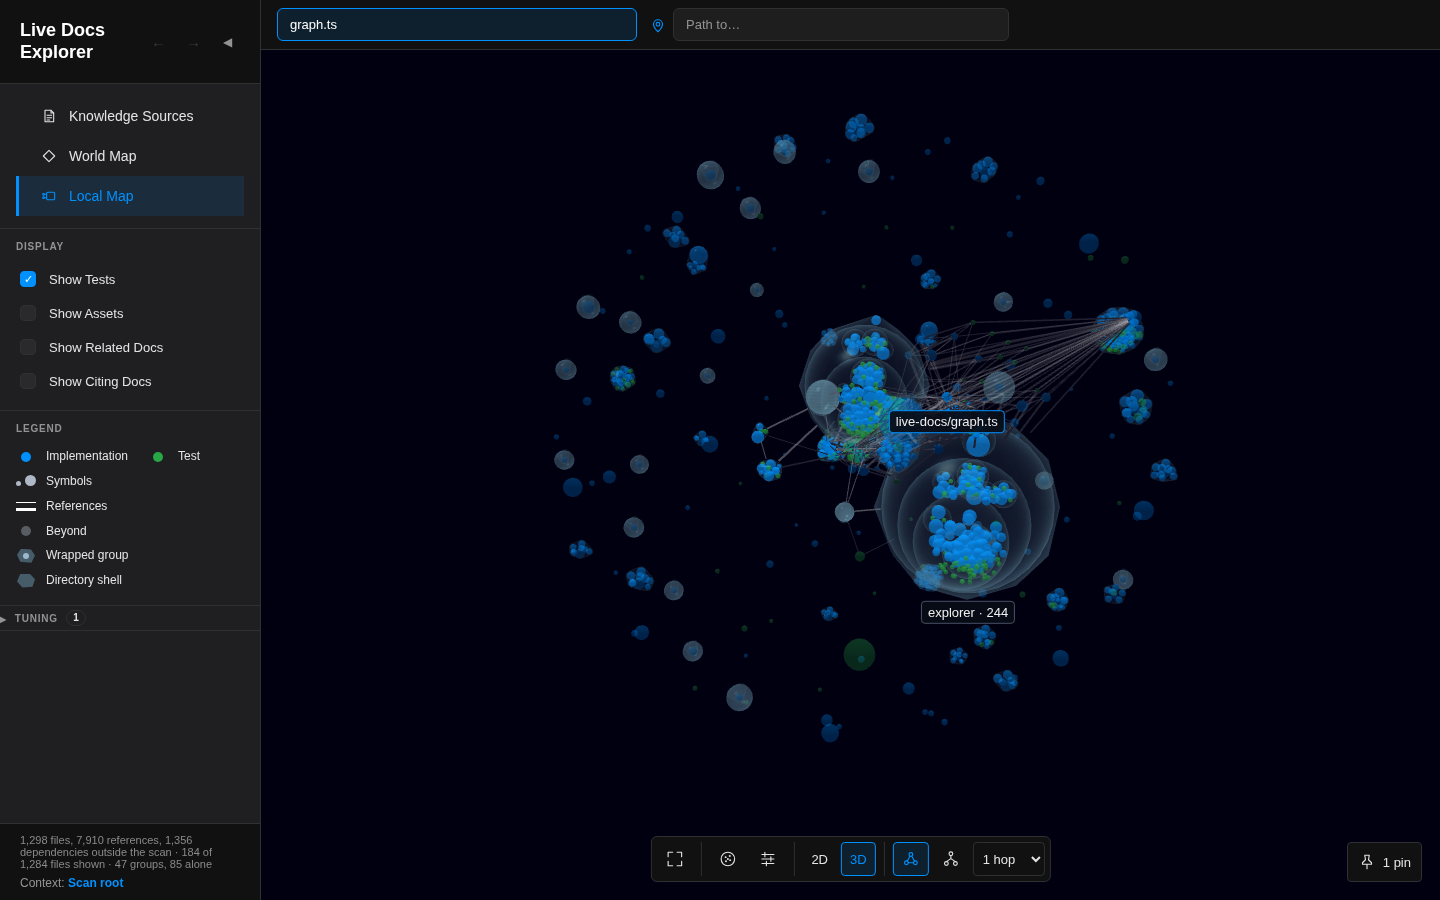 Live Docs
Explorer
graph.ts
Path to…
Knowledge Sources
World Map
Local Map
DISPLAY
Show Tests
Show Assets
Show Related Docs
Show Citing Docs
LEGEND
Implementation
Test
Symbols
References
Beyond
Wrapped group
Directory shell
TUNING 1
live-docs/graph.ts
explorer · 244
1,298 files, 7,910 references, 1,356
dependencies outside the scan · 184 of
1,284 files shown · 47 groups, 85 alone
Context: Scan root
2D
3D
1 hop
1 pin